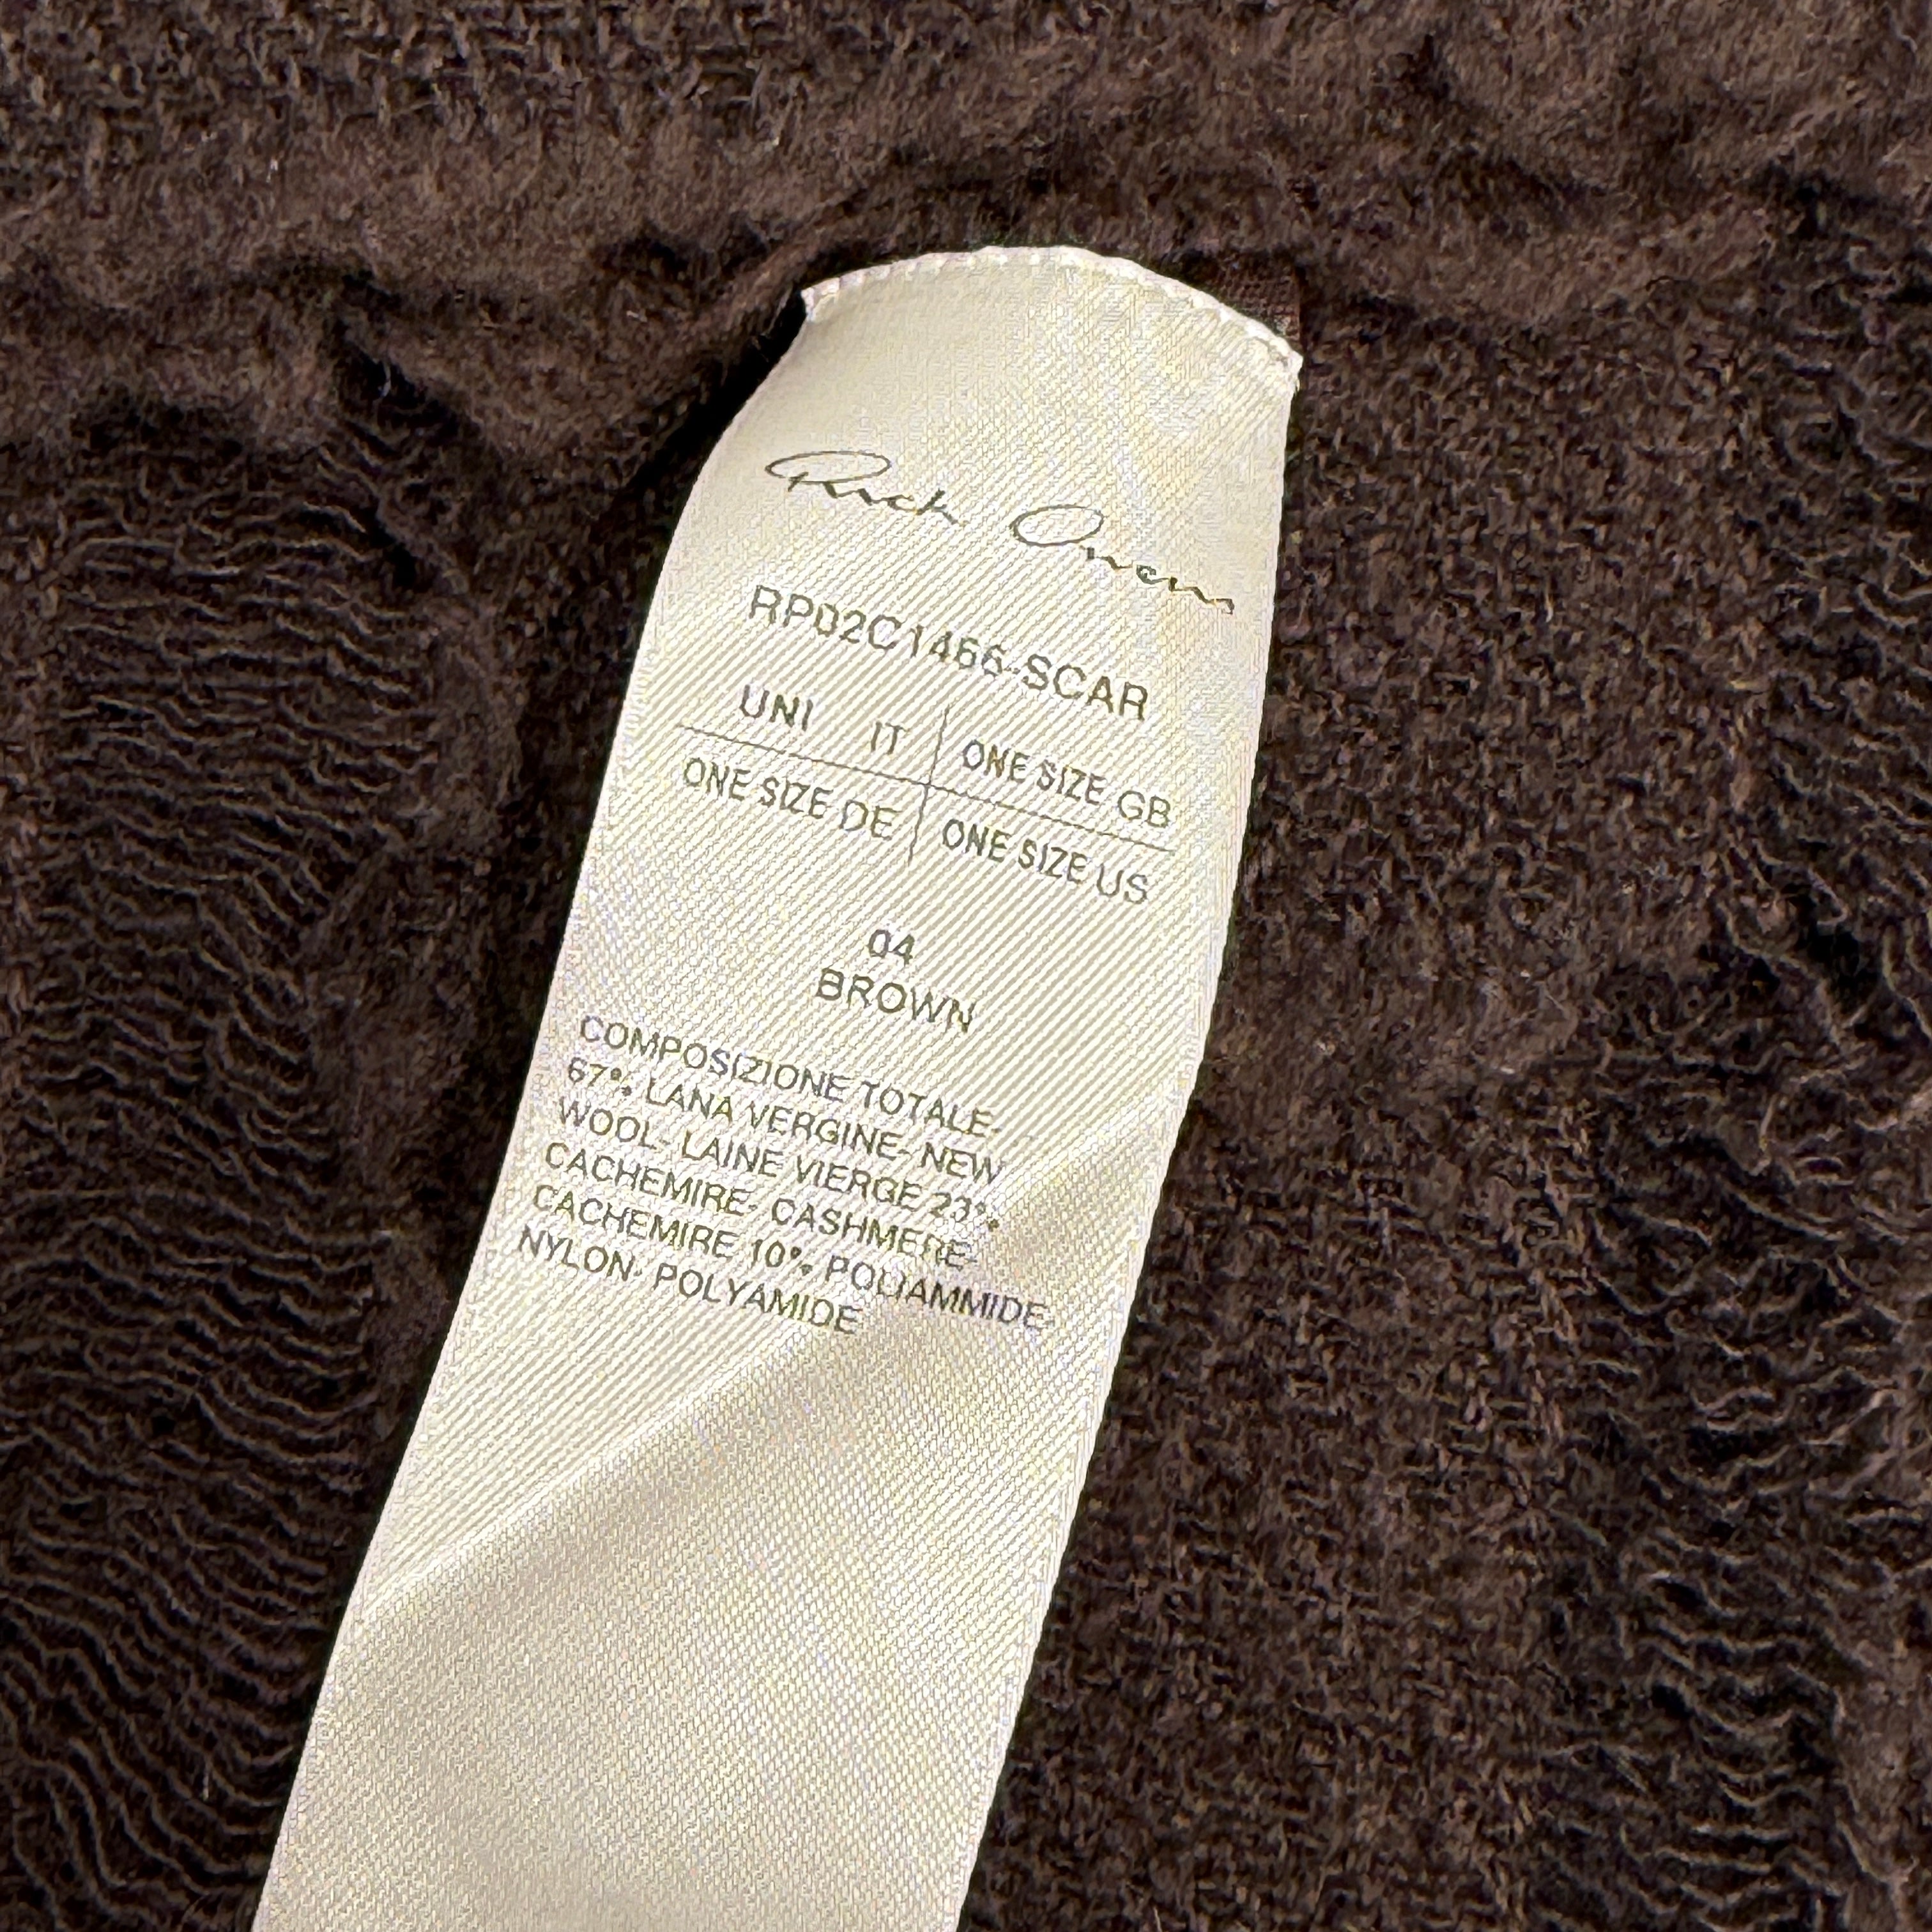 Rick Owens
RP02C1466-SCAR
UNI IT ONE SIZE GB
ONE SIZE DE ONE SIZE US
04
BROWN
COMPOSIZIONE TOTALE-
67% LANA VERGINE- NEW
WOOL- LAINE VIERGE 23%
CACHEMIRE- CASHMERE-
CACHEMIRE 10% POLIAMMIDE-
NYLON- POLYAMIDE